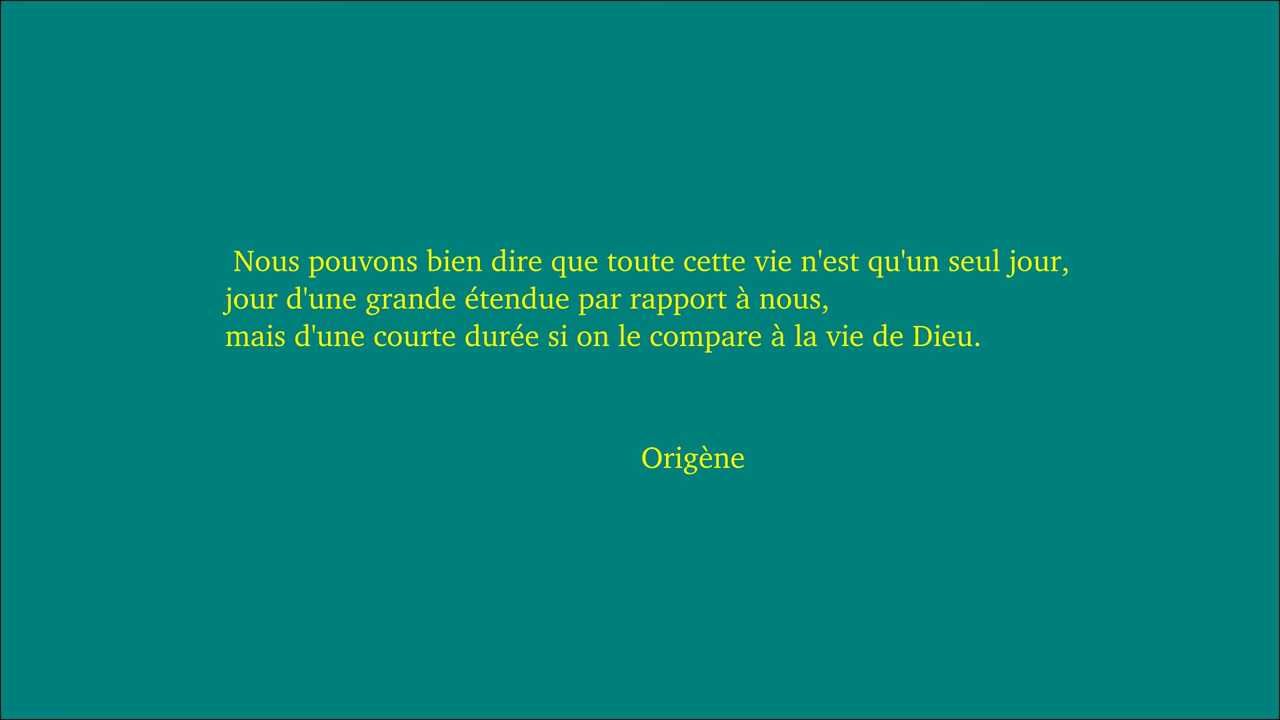 Nous pouvons bien dire que toute cette vie n'est qu'un seul jour,
jour d'une grande étendue par rapport à nous,
mais d'une courte durée si on le compare à la vie de Dieu.
Origène